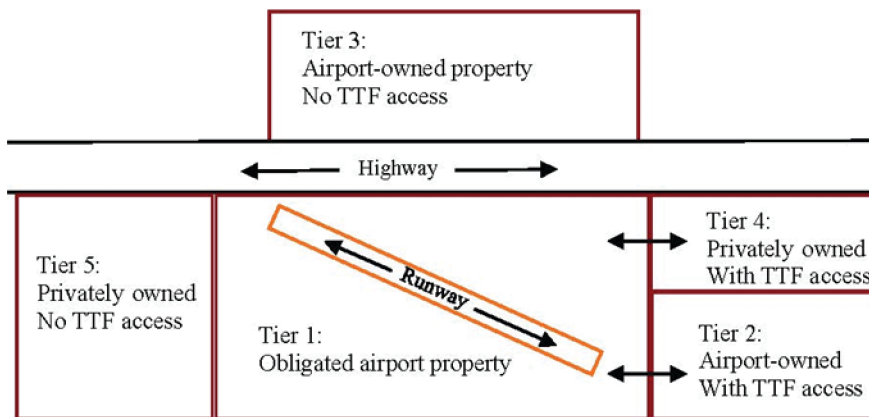 Tier 3:
Airport-owned property
No TTF access
Highway
Tier 5:
Privately owned
No TTF access
Runway
Tier 1:
Obligated airport property
Tier 4:
Privately owned
With TTF access
Tier 2:
Airport-owned
With TTF access